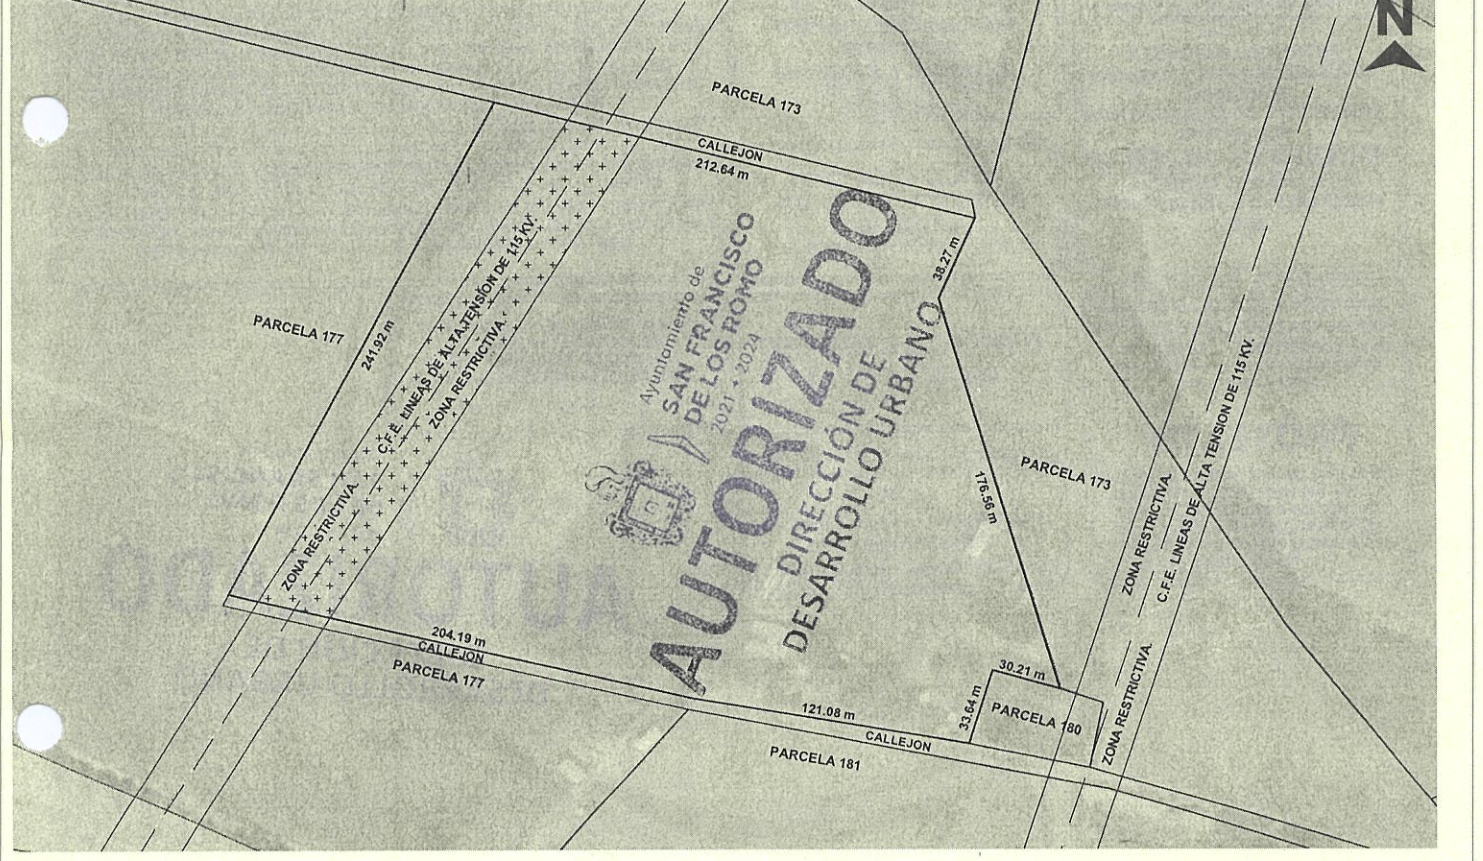 N
PARCELA 173
CALLEJON
212.64 m
38.27 m
PARCELA 177
241.92 m
C.F.E. LINEAS DE ALTA TENSION DE 115 KV.
ZONA RESTRICTIVA.
ZONA RESTRICTIVA.
Ayuntamiento de
SAN FRANCISCO
DE LOS ROMO
2021 + 2024
AUTORIZADO
DIRECCIÓN DE
DESARROLLO URBANO
176.56 m
PARCELA 173
ZONA RESTRICTIVA.
C.F.E. LINEAS DE ALTA TENSION DE 115 KV.
ZONA RESTRICTIVA.
204.19 m
CALLEJON
PARCELA 177
30.21 m
33.64 m
PARCELA 180
121.08 m
CALLEJON
PARCELA 181